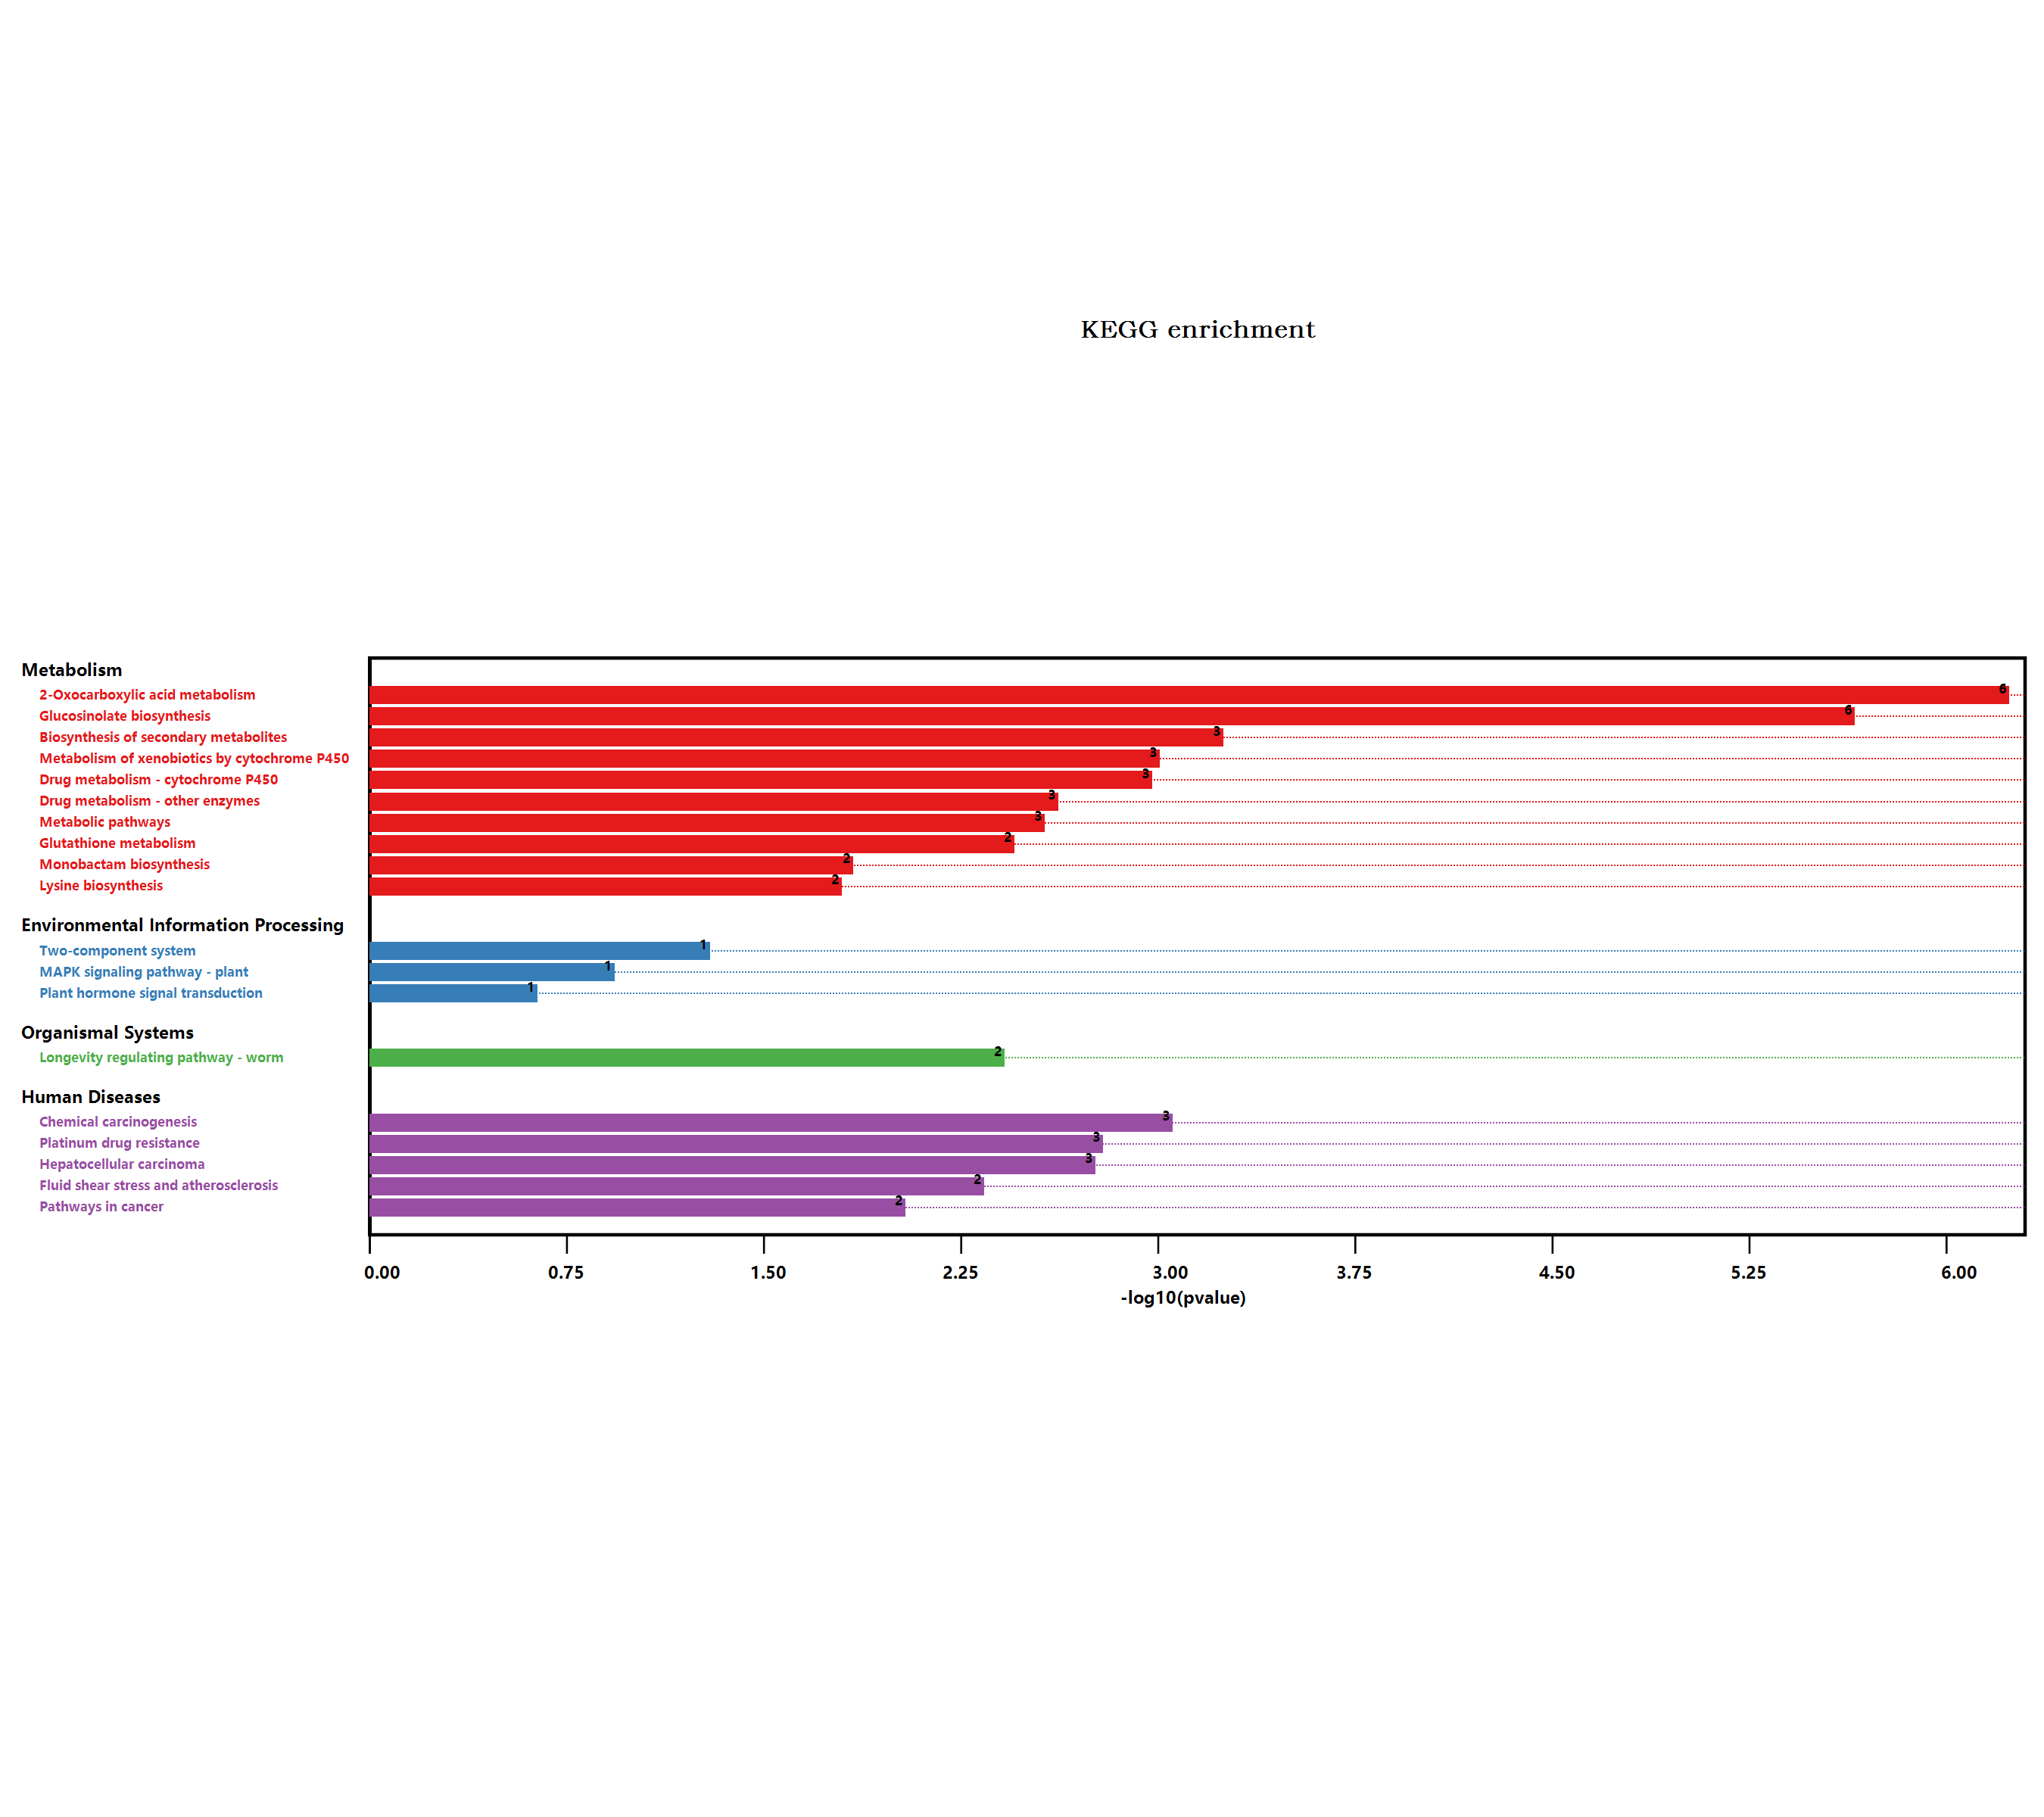 KEGG enrichment
Metabolism
2-Oxocarboxylic acid metabolism 6
Glucosinolate biosynthesis 6
Biosynthesis of secondary metabolites 3
Metabolism of xenobiotics by cytochrome P450 3
Drug metabolism - cytochrome P450 3
Drug metabolism - other enzymes 3
Metabolic pathways 3
Glutathione metabolism 2
Monobactam biosynthesis 2
Lysine biosynthesis 2
Environmental Information Processing
Two-component system 1
MAPK signaling pathway - plant 1
Plant hormone signal transduction 1
Organismal Systems
Longevity regulating pathway - worm 2
Human Diseases
Chemical carcinogenesis 3
Platinum drug resistance 3
Hepatocellular carcinoma 3
Fluid shear stress and atherosclerosis 2
Pathways in cancer 2
0.00 0.75 1.50 2.25 3.00 3.75 4.50 5.25 6.00
-log10(pvalue)